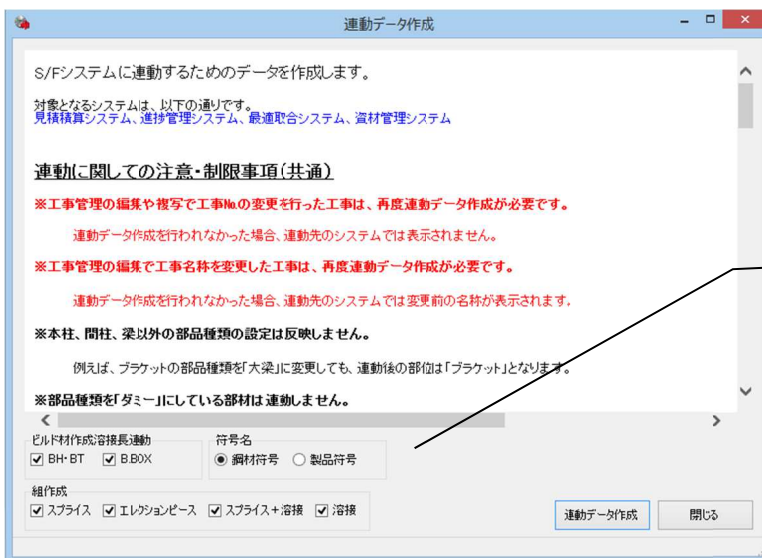 連動データ作成
S/Fシステムに連動するためのデータを作成します。
対象となるシステムは、以下の通りです。
見積積算システム、進捗管理システム、最適取合システム、資材管理システム
連動に関しての注意・制限事項(共通)
※工事管理の編集や複写で工事No.の変更を行った工事は、再度連動データ作成が必要です。
連動データ作成を行われなかった場合、連動先のシステムでは表示されません。
※工事管理の編集で工事名称を変更した工事は、再度連動データ作成が必要です。
連動データ作成を行われなかった場合、連動先のシステムでは変更前の名称が表示されます.
※本柱、間柱、梁以外の部品種類の設定は反映しません。
例えば、ブラケットの部品種類を「大梁」に変更しても、連動後の部位は「ブラケット」となります。
※部品種類を「ダミー」にしている部材は連動しません。
ビルド材作成溶接長連動
符号名
BH・BT B.BOX
鋼材符号 製品符号
組作成
スプライス エレクションピース スプライス+溶接 溶接
連動データ作成 閉じる